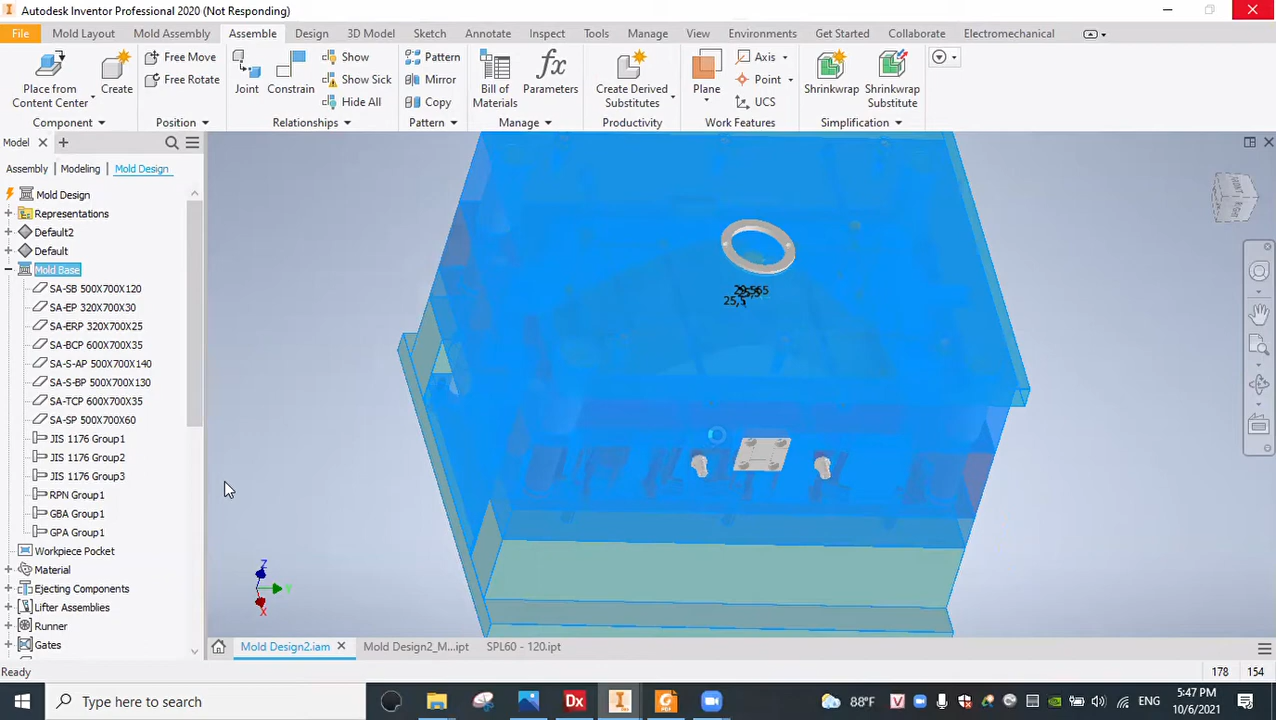 Autodesk Inventor Professional 2020 (Not Responding)
File Mold Layout Mold Assembly Assemble Design 3D Model Sketch Annotate Inspect Tools Manage View Environments Get Started Collaborate Electromechanical
Place from Content Center
Create
Component
Free Move
Free Rotate
Position
Joint
Constrain
Show
Show Sick
Hide All
Relationships
Pattern
Mirror
Copy
Pattern
Bill of Materials
Parameters
Manage
Create Derived Substitutes
Productivity
Plane
Axis
Point
UCS
Work Features
Shrinkwrap
Shrinkwrap Substitute
Simplification
Model
Assembly Modeling Mold Design
Mold Design
Representations
Default2
Default
Mold Base
SA-SB 500X700X120
SA-EP 320X700X30
SA-ERP 320X700X25
SA-BCP 600X700X35
SA-S-AP 500X700X140
SA-S-BP 500X700X130
SA-TCP 600X700X35
SA-SP 500X700X60
JIS 1176 Group1
JIS 1176 Group2
JIS 1176 Group3
RPN Group1
GBA Group1
GPA Group1
Workpiece Pocket
Material
Ejecting Components
Lifter Assemblies
Runner
Gates
25,5
Z
Y
X
Mold Design2.iam Mold Design2_M...ipt SPL60 - 120.ipt
Ready 178 154
Type here to search
Dx
88°F
ENG
5:47 PM
10/6/2021